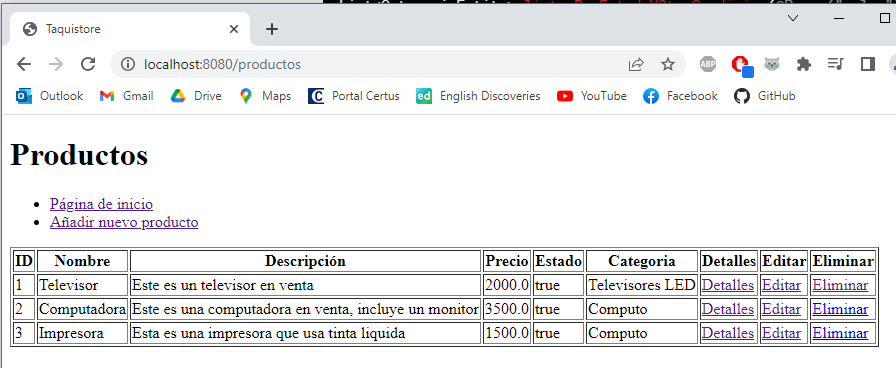 Taquistore
localhost:8080/productos
ABP
Outlook Gmail Drive Maps Portal Certus English Discoveries YouTube Facebook GitHub
Productos
Página de inicio
Añadir nuevo producto
ID Nombre Descripción Precio Estado Categoria Detalles Editar Eliminar
1 Televisor Este es un televisor en venta 2000.0 true Televisores LED Detalles Editar Eliminar
2 Computadora Este es una computadora en venta, incluye un monitor 3500.0 true Computo Detalles Editar Eliminar
3 Impresora Esta es una impresora que usa tinta liquida 1500.0 true Computo Detalles Editar Eliminar